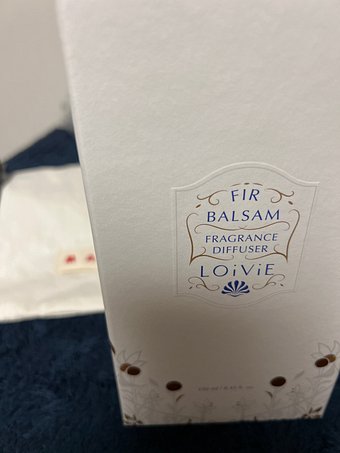 FIR
BALSAM
FRAGRANCE
DIFFUSER
LOiViE